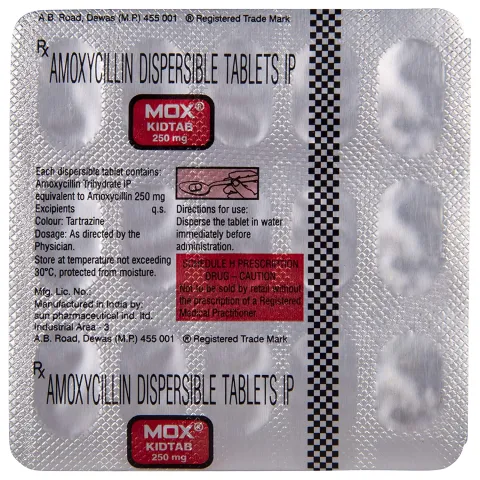 A.B. Road, Dewas (M.P.) 455 001 ® Registered Trade Mark
Rx
AMOXYCILLIN DISPERSIBLE TABLETS IP
MOX®
KIDTAB
250 mg
Each dispersible tablet contains:
Amoxycillin Trihydrate IP
equivalent to Amoxycillin 250 mg
Excipients q.s.
Colour: Tartrazine
Dosage: As directed by the
Physician.
Store at temperature not exceeding
30°C, protected from moisture.
Directions for use:
Disperse the tablet in water
immediately before
administration.
SCHEDULE H PRESCRIPTION
DRUG – CAUTION
Not to be sold by retail without
the prescription of a Registered
Medical Practitioner.
Mfg. Lic. No.
Manufactured in India by:
sun pharmaceutical ind. ltd.
Industrial Area - 3
A.B. Road, Dewas (M.P.) 455 001 ® Registered Trade Mark
Rx
AMOXYCILLIN DISPERSIBLE TABLETS IP
MOX®
KIDTAB
250 mg